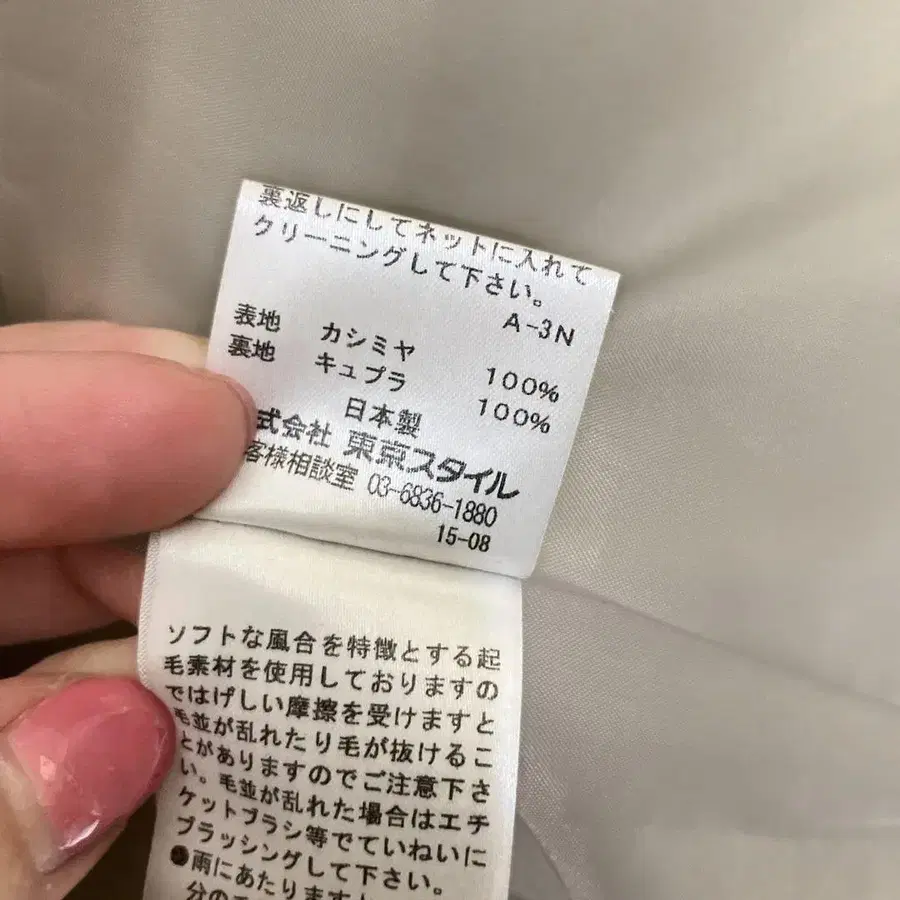 裏返しにしてネットに入れて
クリーニングして下さい。
A-3N
表地 カシミヤ 100%
裏地 キュプラ 100%
日本製
式会社 東京スタイル
客様相談室 03-6836-1880
15-08
ソフトな風合を特徴とする起
毛素材を使用しておりますの
ではげしい摩擦を受けますと
毛並が乱れたり毛が抜けるこ
とがありますのでご注意下さ
い。毛並が乱れた場合はエチ
ケットブラシ等でていねいに
ブラッシングして下さい。
●雨にあたりますと
分の